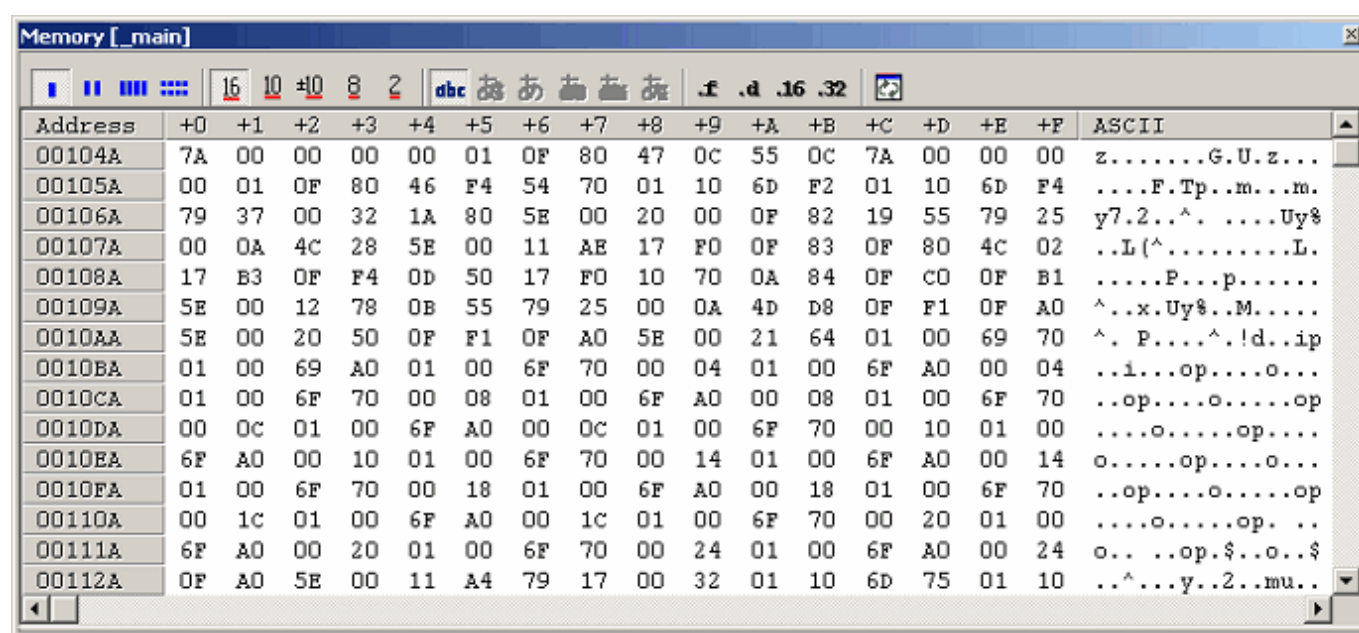 Memory [_main]
16 10 ±10 8 2 abc あ .f .d .16 .32
Address +0 +1 +2 +3 +4 +5 +6 +7 +8 +9 +A +B +C +D +E +F ASCII
00104A 7A 00 00 00 00 01 0F 80 47 0C 55 0C 7A 00 00 00 z.......G.U.z...
00105A 00 01 0F 80 46 F4 54 70 01 10 6D F2 01 10 6D F4 ....F.Tp..m...m.
00106A 79 37 00 32 1A 80 5E 00 20 00 0F 82 19 55 79 25 y7.2..^. ....Uy%
00107A 00 0A 4C 28 5E 00 11 AE 17 F0 0F 83 0F 80 4C 02 ..L(^.........L.
00108A 17 B3 0F F4 0D 50 17 F0 10 70 0A 84 0F C0 0F B1 .....P...p......
00109A 5E 00 12 78 0B 55 79 25 00 0A 4D D8 0F F1 0F A0 ^..x.Uy%..M.....
0010AA 5E 00 20 50 0F F1 0F A0 5E 00 21 64 01 00 69 70 ^. P....^.!d..ip
0010BA 01 00 69 A0 01 00 6F 70 00 04 01 00 6F A0 00 04 ..i...op....o...
0010CA 01 00 6F 70 00 08 01 00 6F A0 00 08 01 00 6F 70 ..op....o.....op
0010DA 00 0C 01 00 6F A0 00 0C 01 00 6F 70 00 10 01 00 ....o.....op....
0010EA 6F A0 00 10 01 00 6F 70 00 14 01 00 6F A0 00 14 o.....op....o...
0010FA 01 00 6F 70 00 18 01 00 6F A0 00 18 01 00 6F 70 ..op....o.....op
00110A 00 1C 01 00 6F A0 00 1C 01 00 6F 70 00 20 01 00 ....o.....op. ..
00111A 6F A0 00 20 01 00 6F 70 00 24 01 00 6F A0 00 24 o.. ..op.$..o..$
00112A 0F A0 5E 00 11 A4 79 17 00 32 01 10 6D 75 01 10 ..^...y..2..mu..